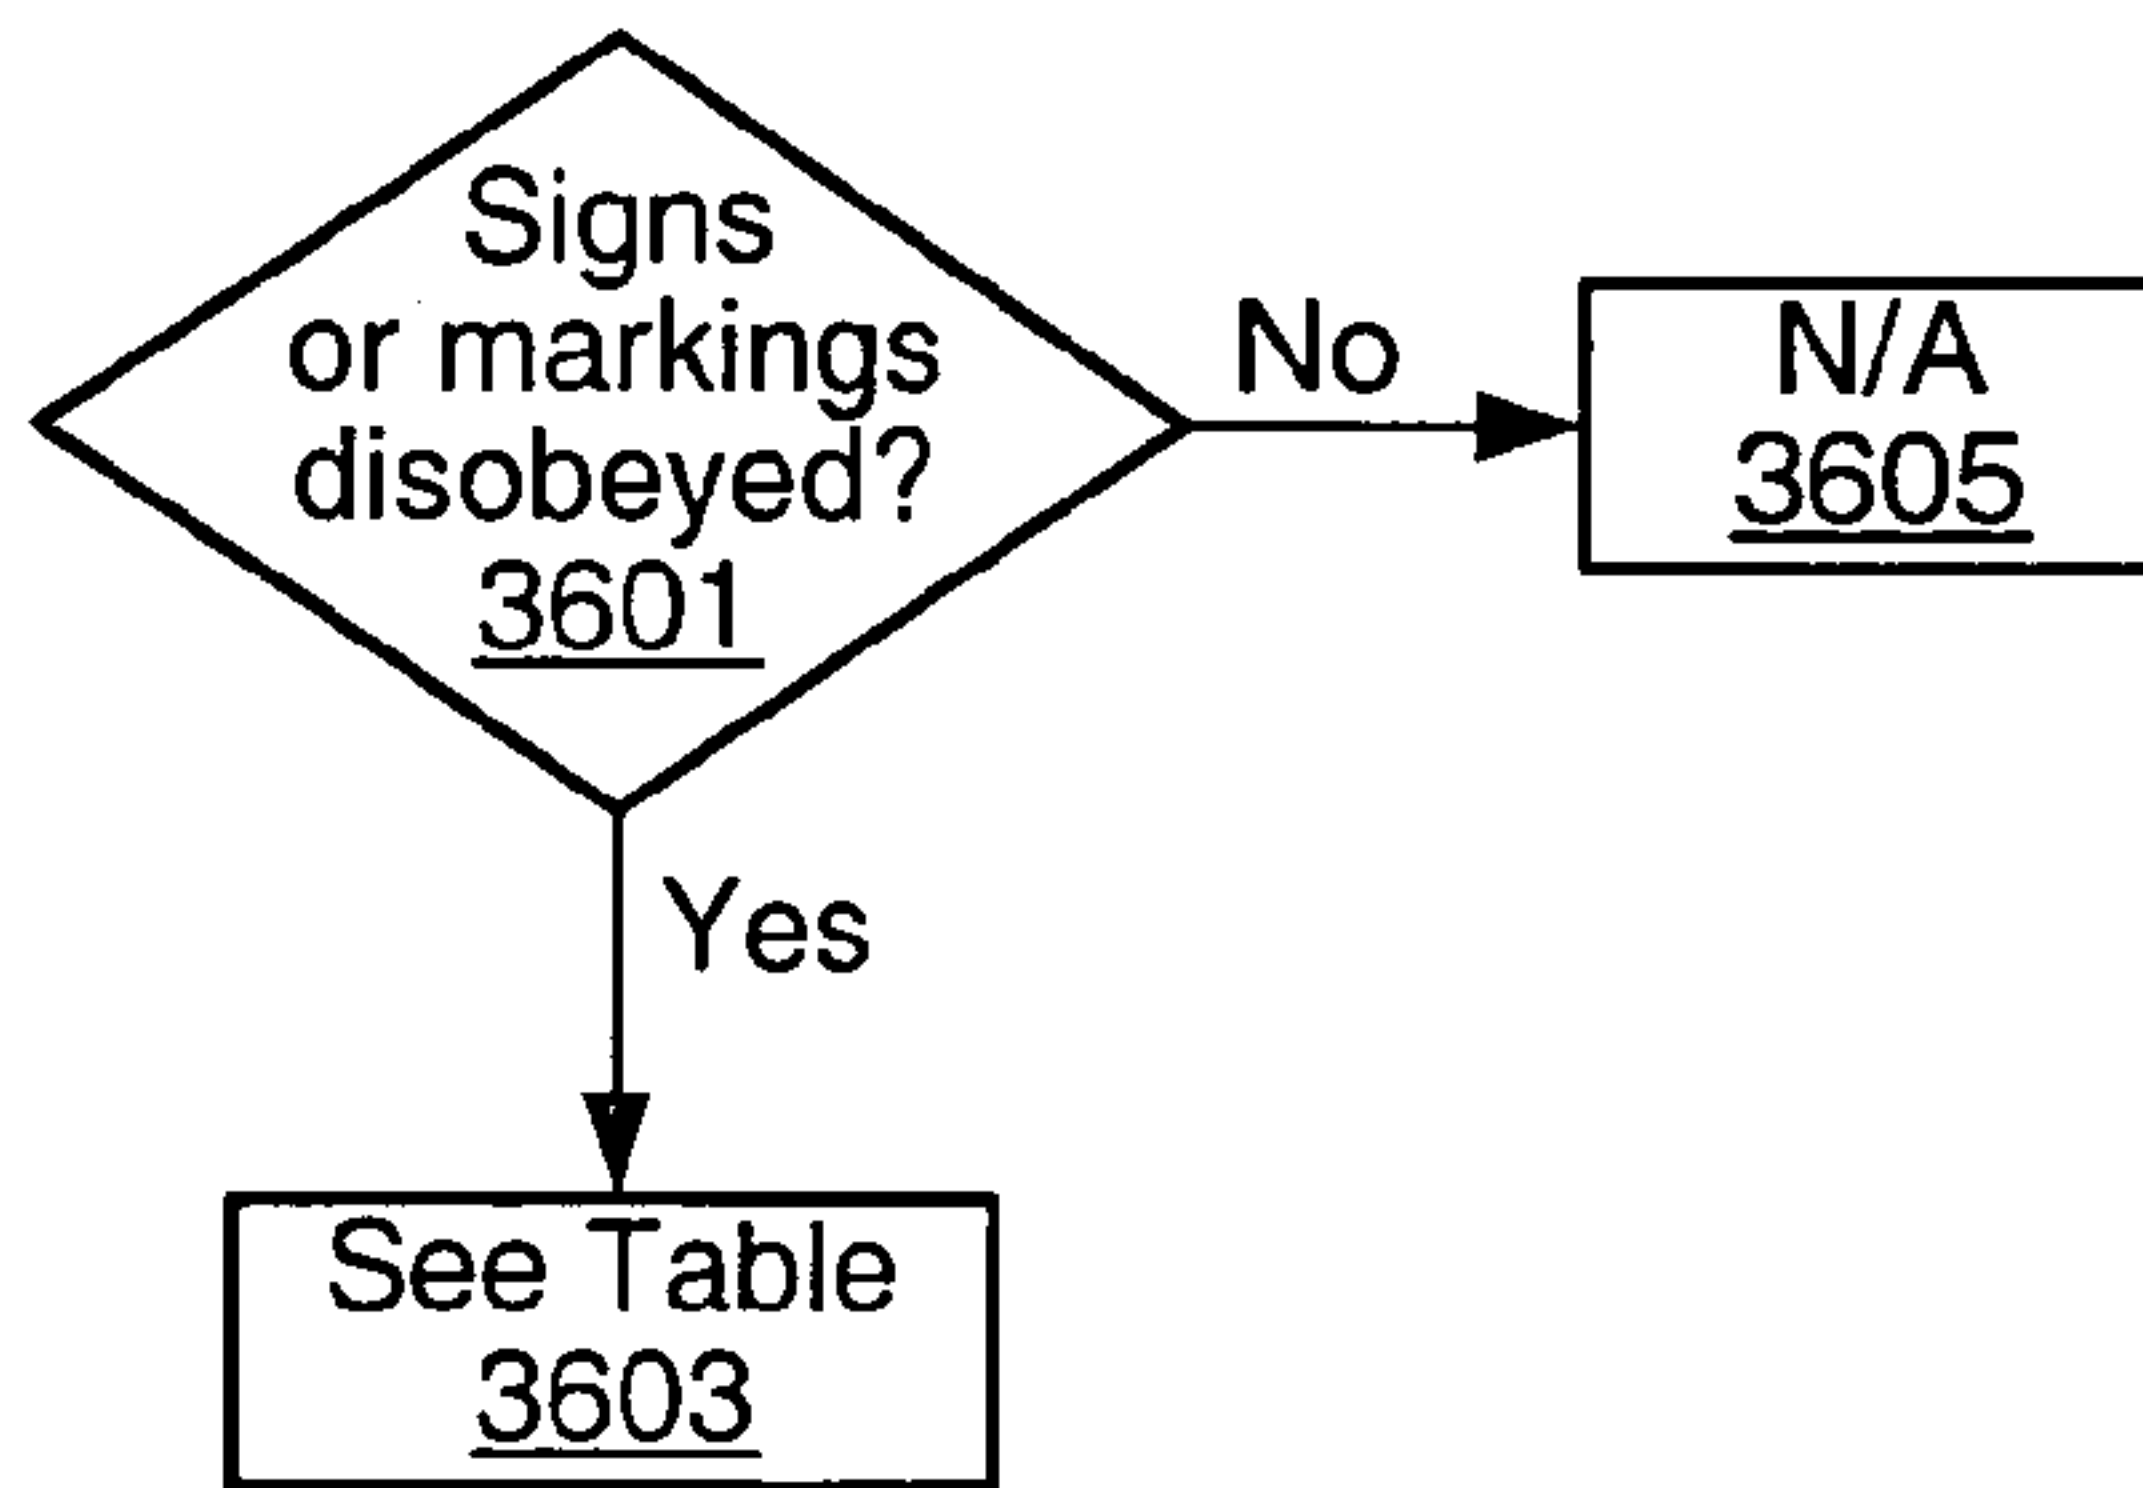 Signs
or markings
disobeyed?
3601
No
N/A
3605
Yes
See Table
3603